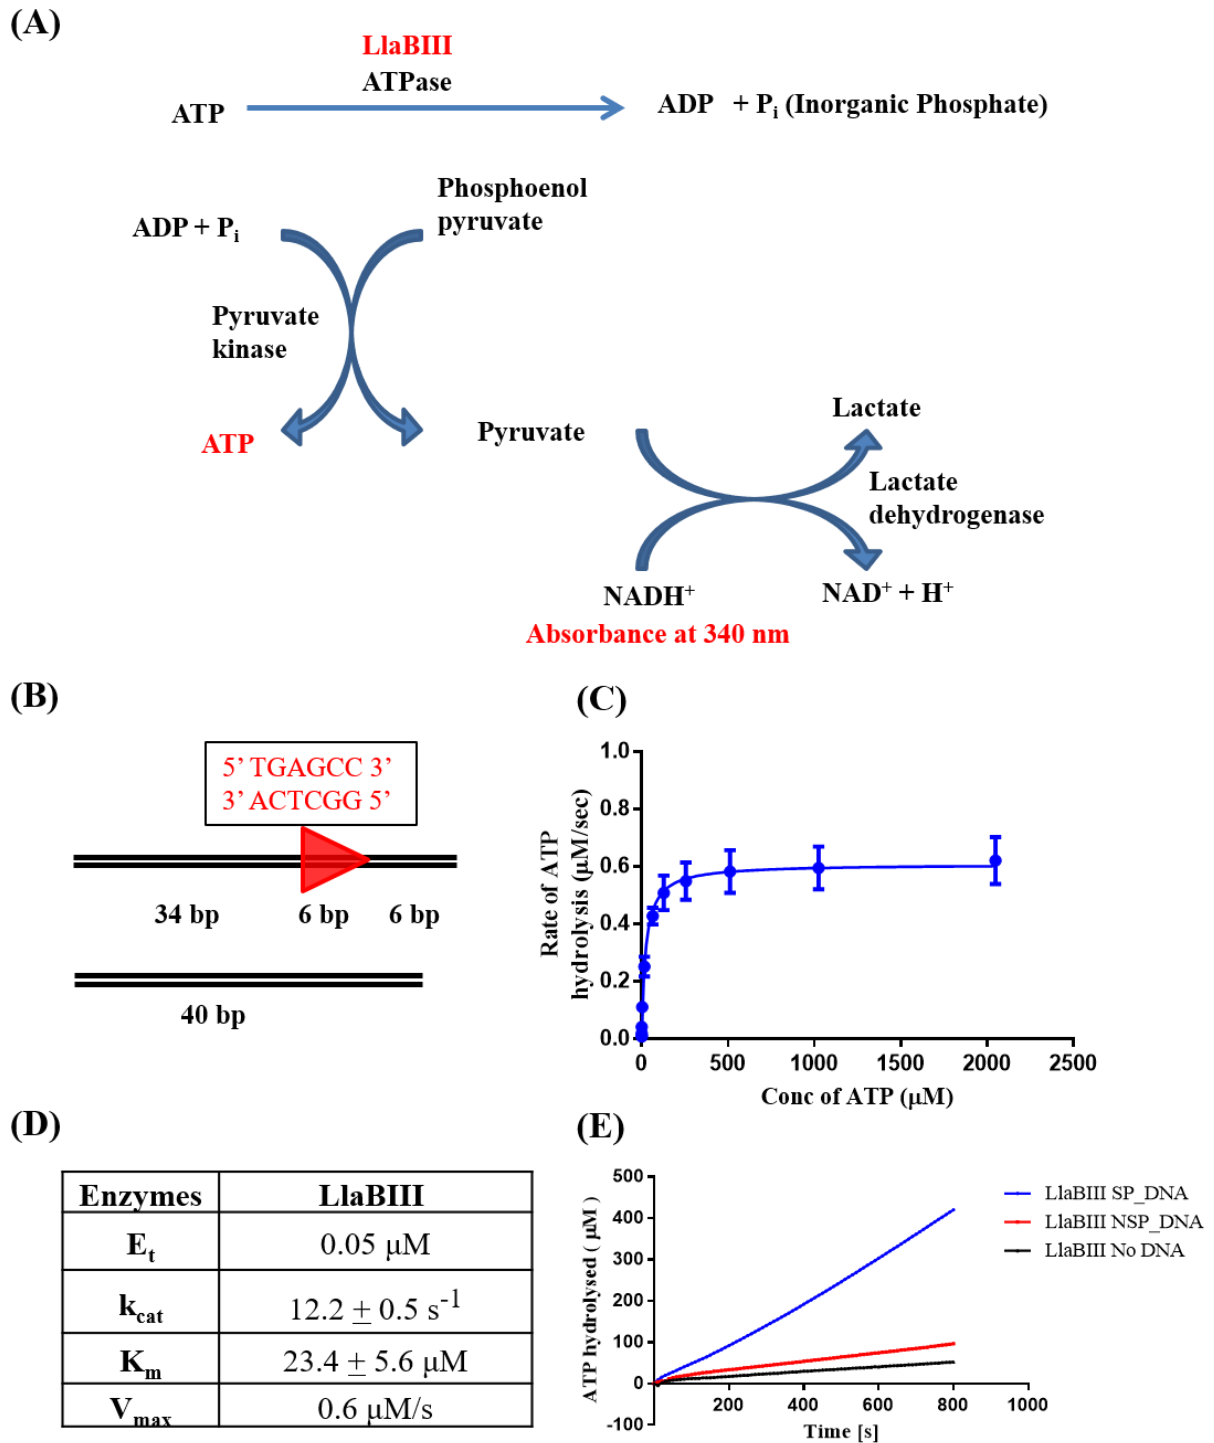 (A)
LlaBIII
ATPase
ATP
ADP + Pi (Inorganic Phosphate)
Phosphoenol
pyruvate
ADP + Pi
Pyruvate
kinase
ATP
Pyruvate
Lactate
Lactate
dehydrogenase
NADH+
NAD+ + H+
Absorbance at 340 nm
(B)
5’ TGAGCC 3’
3’ ACTCGG 5’
34 bp
6 bp
6 bp
40 bp
(C)
Rate of ATP
hydrolysis (μM/sec)
1.0
0.8
0.6
0.4
0.2
0.0
0
500
1000
1500
2000
2500
Conc of ATP (μM)
(D)
Enzymes
LlaBIII
Et
0.05 μM
kcat
12.2 ± 0.5 s-1
Km
23.4 ± 5.6 μM
Vmax
0.6 μM/s
(E)
ATP hydrolysed ( μM )
500
400
300
200
100
0
-100
200
400
600
800
1000
Time [s]
LlaBIII SP_DNA
LlaBIII NSP_DNA
LlaBIII No DNA